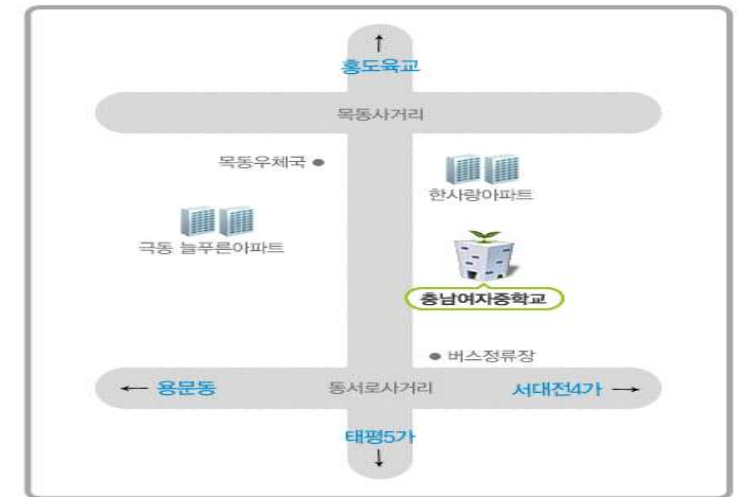 ↑
홍도육교
목동사거리
목동우체국 ●
한사랑아파트
극동 늘푸른아파트
충남여자중학교
● 버스정류장
← 용문동
동서로사거리
서대전4가 →
태평5가
↓